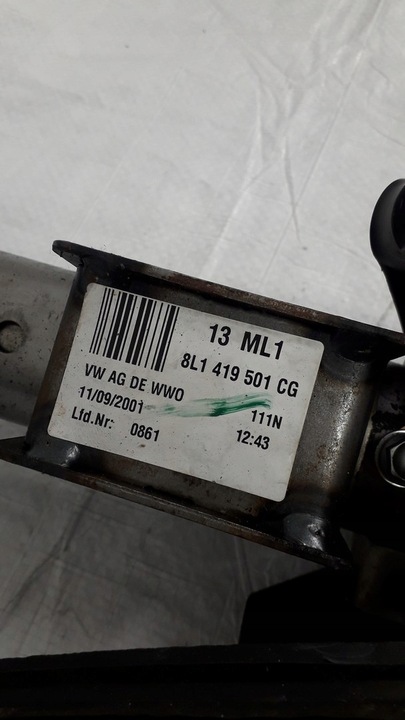 13 ML1
8L1 419 501 CG
VW AG DE WWO
11/09/2001 111N
Lfd.Nr: 0861 12:43